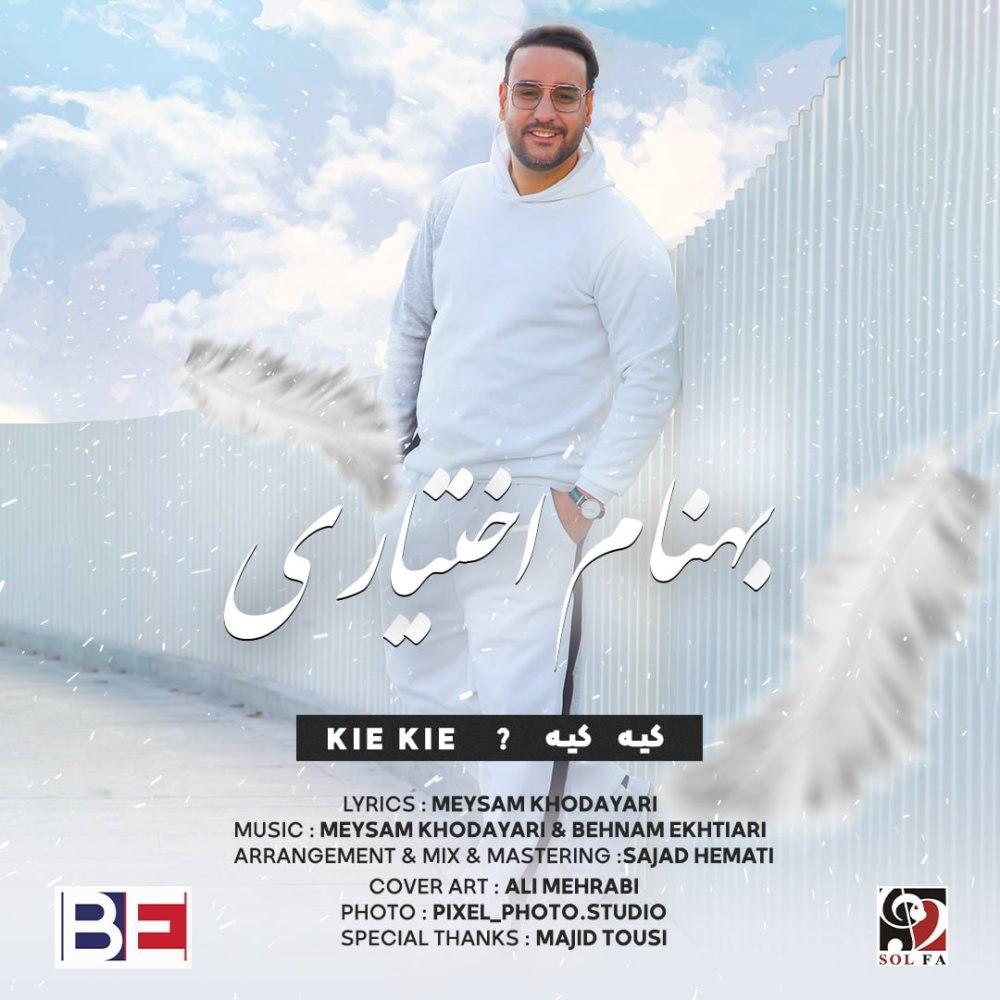 بهنام اختیاری
KIE KIE ? کیه کیه
LYRICS : MEYSAM KHODAYARI
MUSIC : MEYSAM KHODAYARI & BEHNAM EKHTIARI
ARRANGEMENT & MIX & MASTERING :SAJAD HEMATI
COVER ART : ALI MEHRABI
PHOTO : PIXEL_PHOTO.STUDIO
SPECIAL THANKS : MAJID TOUSI
BE
SOL FA